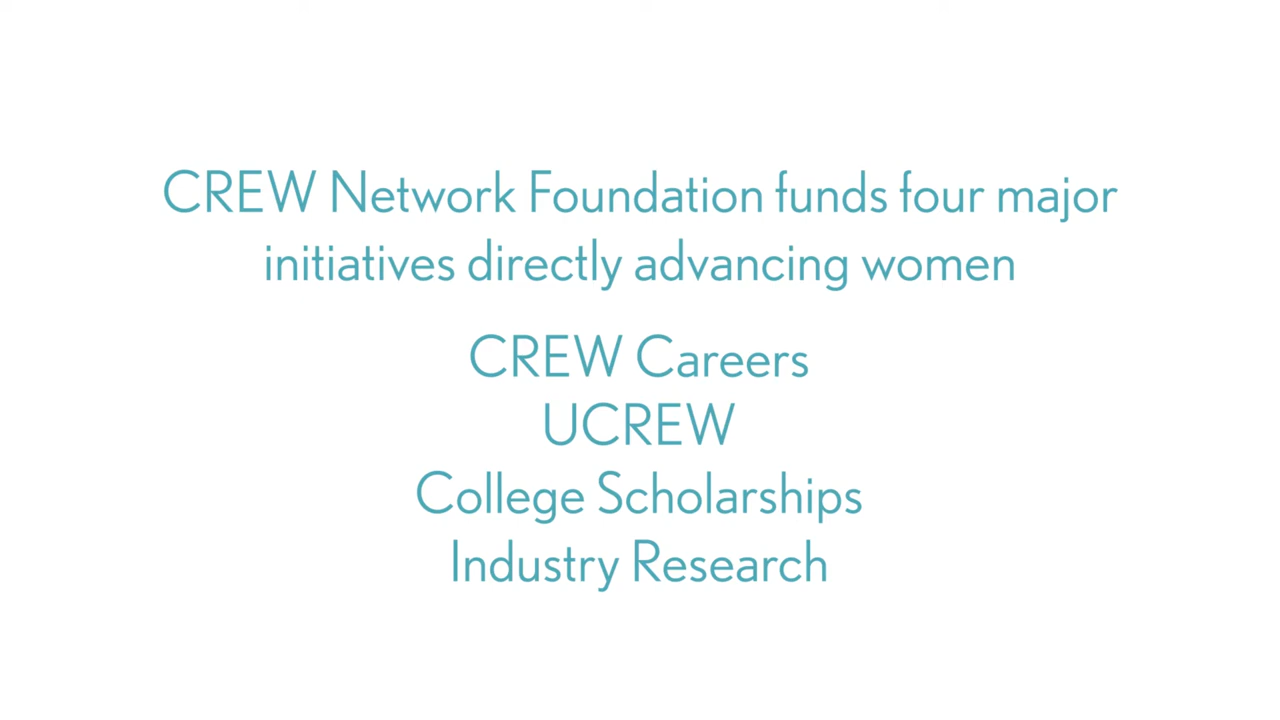 CREW Network Foundation funds four major
initiatives directly advancing women
CREW Careers
UCREW
College Scholarships
Industry Research